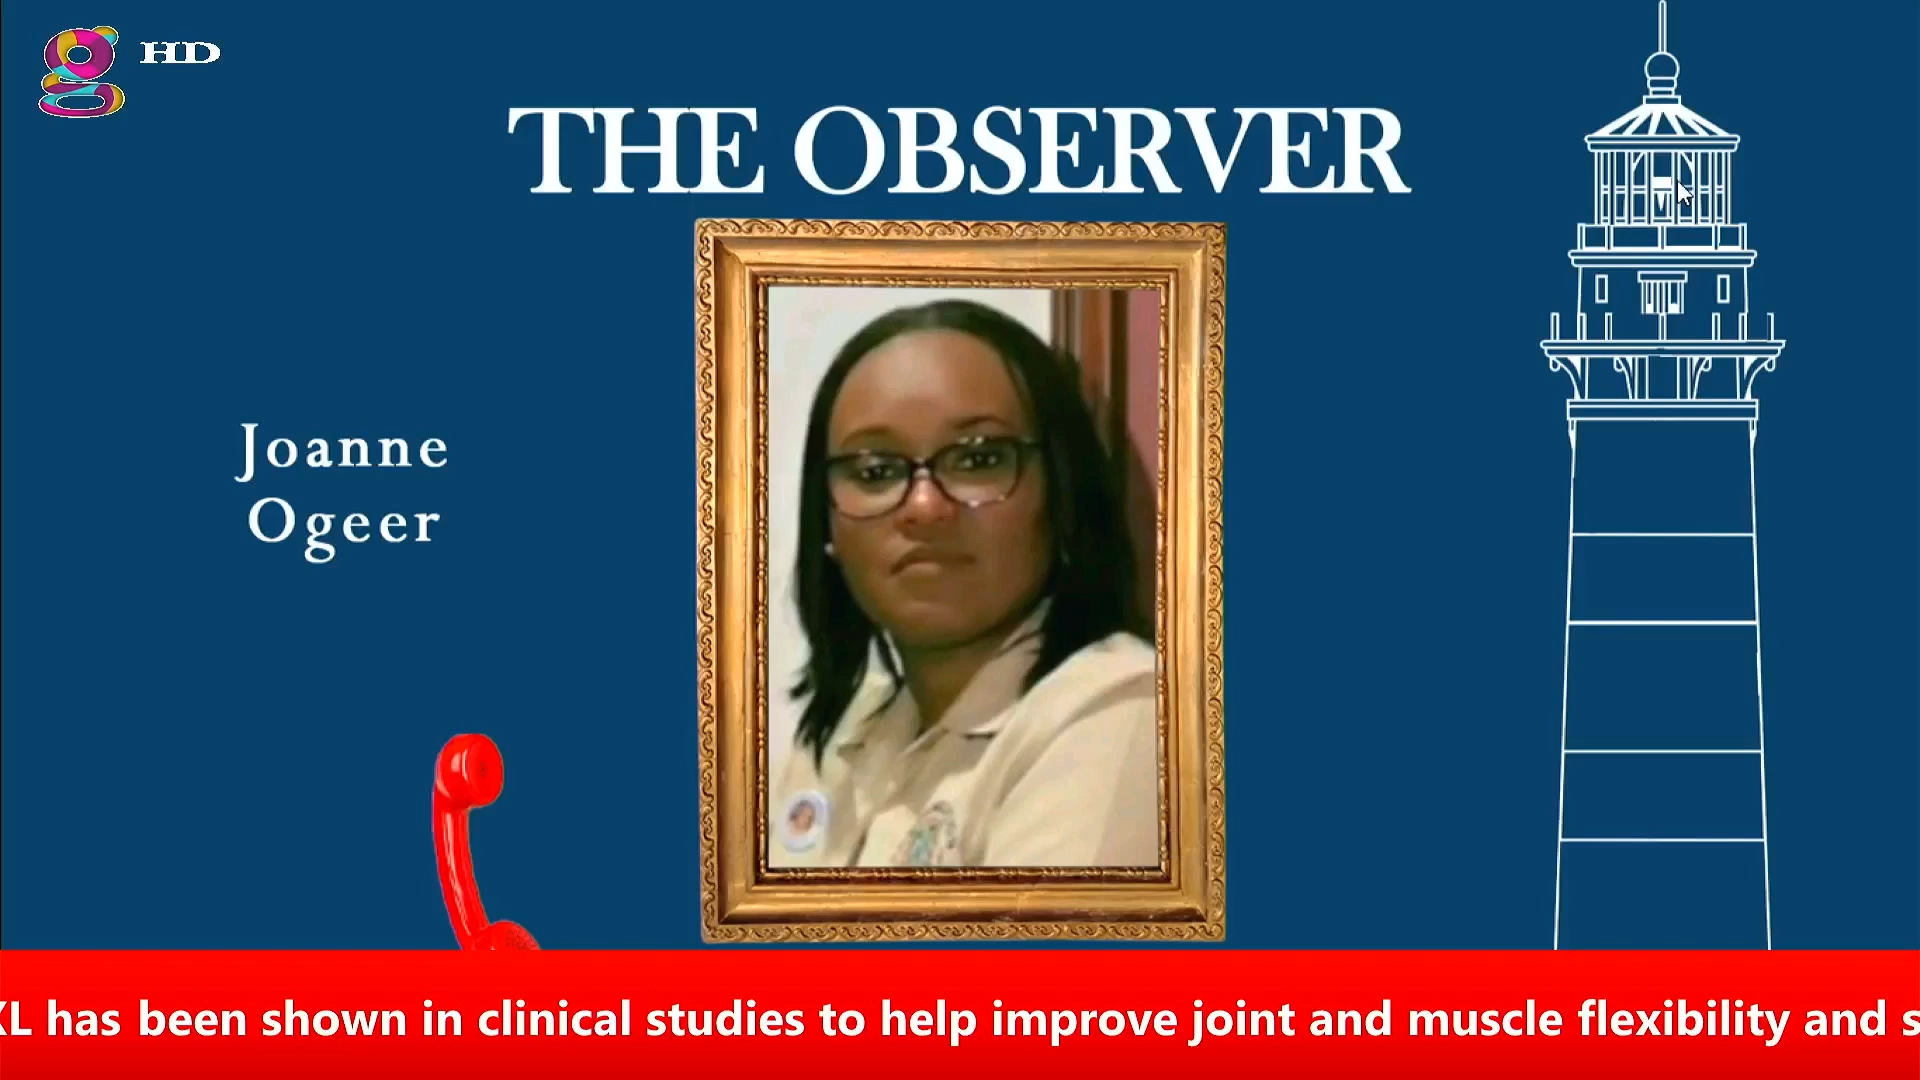 g HD
THE OBSERVER
Joanne
Ogeer
XL has been shown in clinical studies to help improve joint and muscle flexibility and s